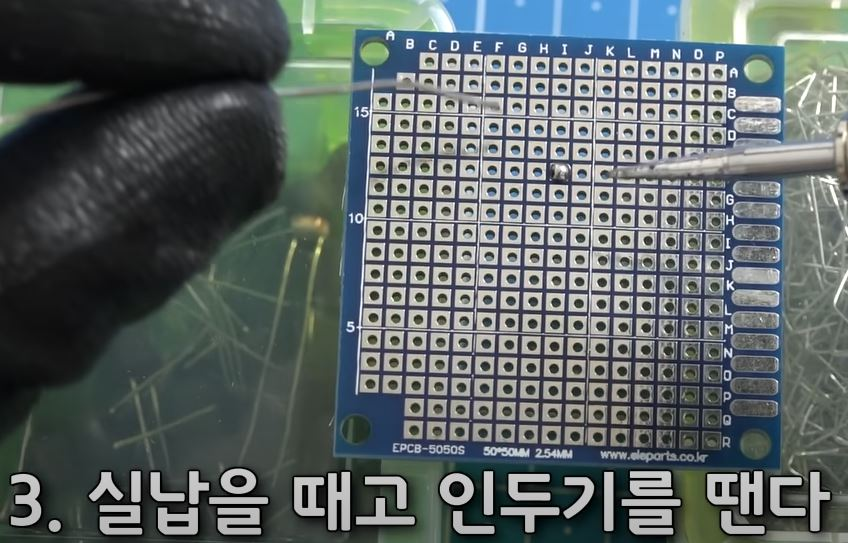 A B C D E F G H I J K L M N O P
A
B
C
D
G
H
I
J
K
L
M
N
O
P
Q
R
15
10
5
EPCB-5050S 50*50MM 2.54MM www.eleparts.co.kr
3. 실납을 때고 인두기를 땐다